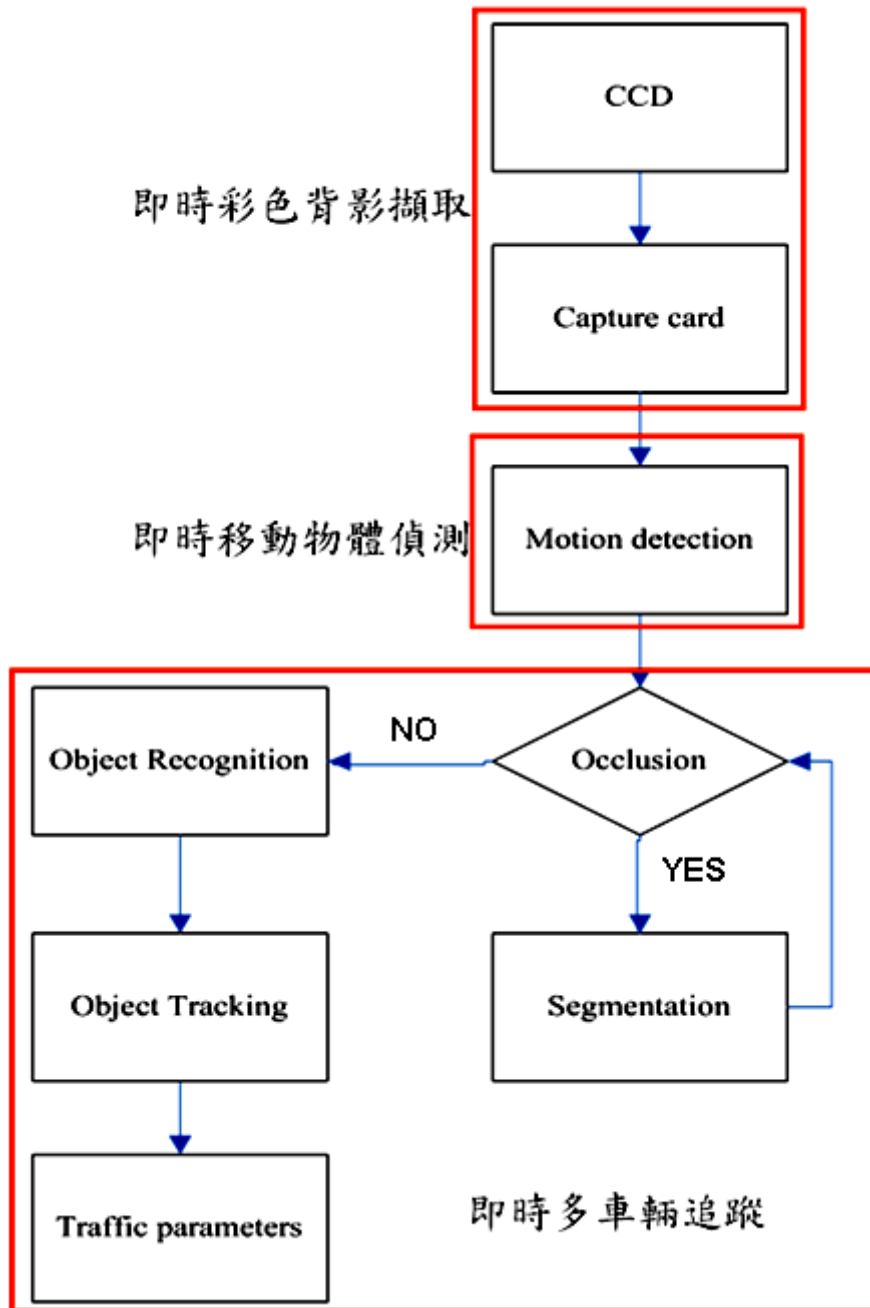 CCD
即時彩色背影擷取
Capture card
即時移動物體偵測
Motion detection
Object Recognition
NO
Occlusion
YES
Object Tracking
Segmentation
Traffic parameters
即時多車輛追蹤